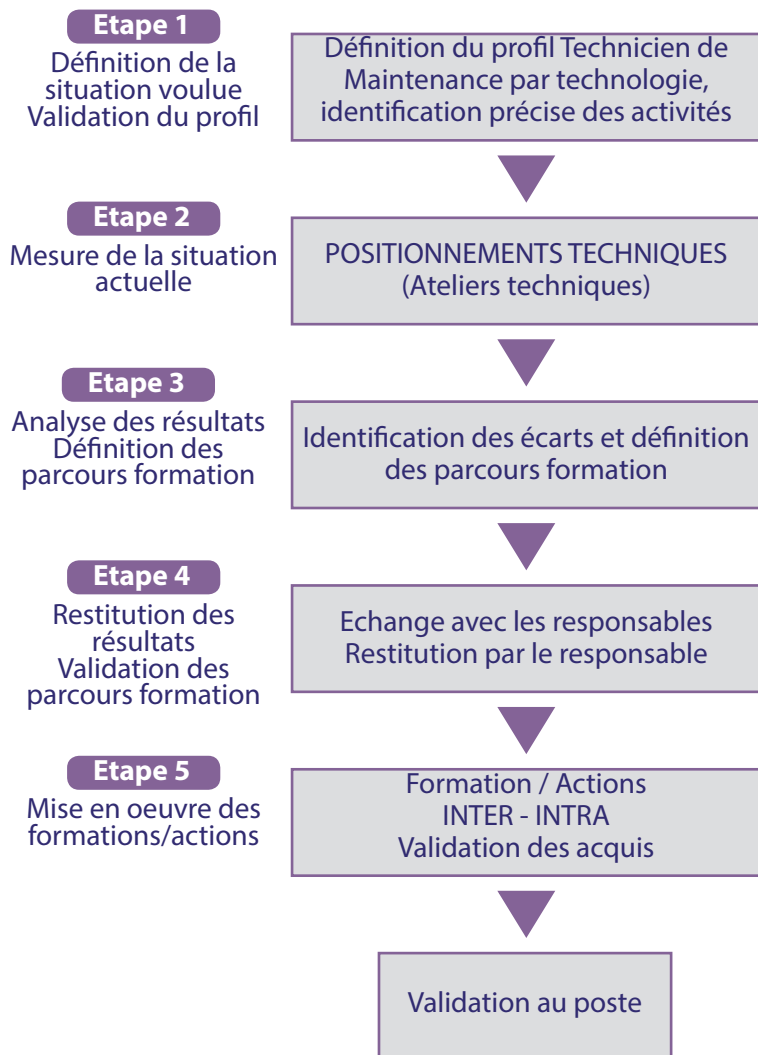 Etape 1
Définition de la
situation voulue
Validation du profil
Définition du profil Technicien de
Maintenance par technologie,
identification précise des activités
Etape 2
Mesure de la situation
actuelle
POSITIONNEMENTS TECHNIQUES
(Ateliers techniques)
Etape 3
Analyse des résultats
Définition des
parcours formation
Identification des écarts et définition
des parcours formation
Etape 4
Restitution des
résultats
Validation des
parcours formation
Echange avec les responsables
Restitution par le responsable
Etape 5
Mise en oeuvre des
formations/actions
Formation / Actions
INTER - INTRA
Validation des acquis
Validation au poste